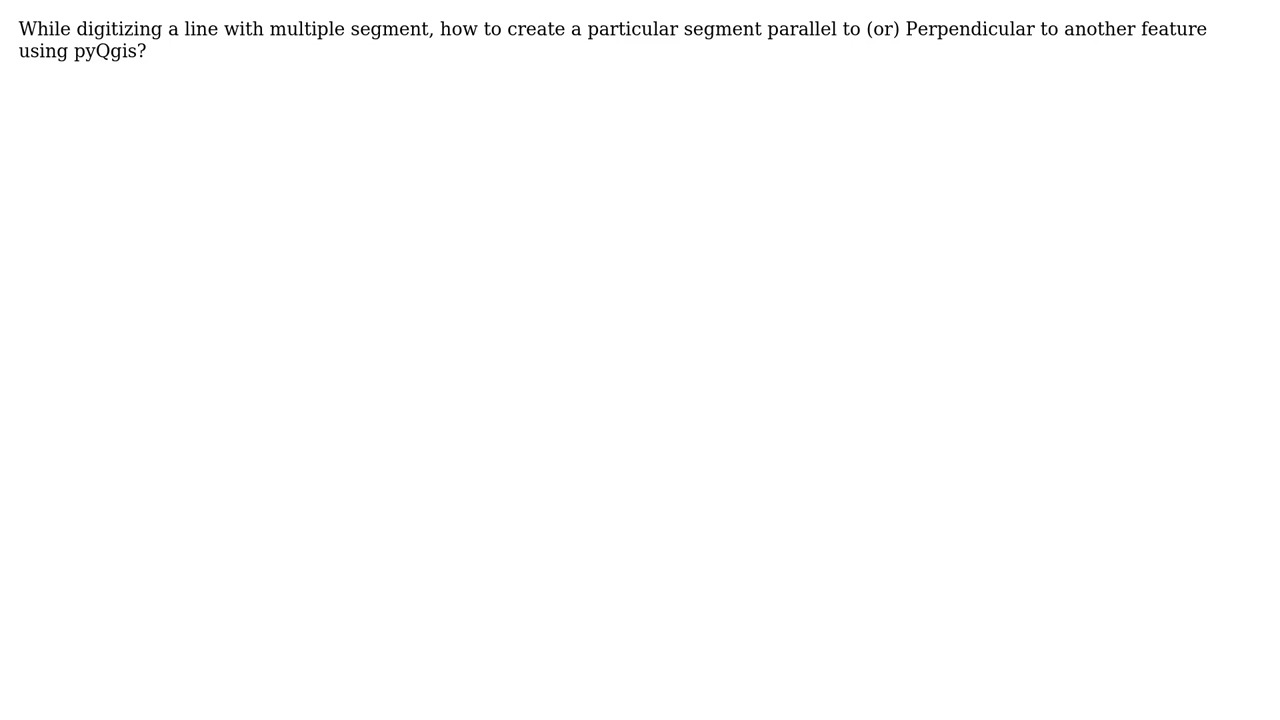 While digitizing a line with multiple segment, how to create a particular segment parallel to (or) Perpendicular to another feature
using pyQgis?